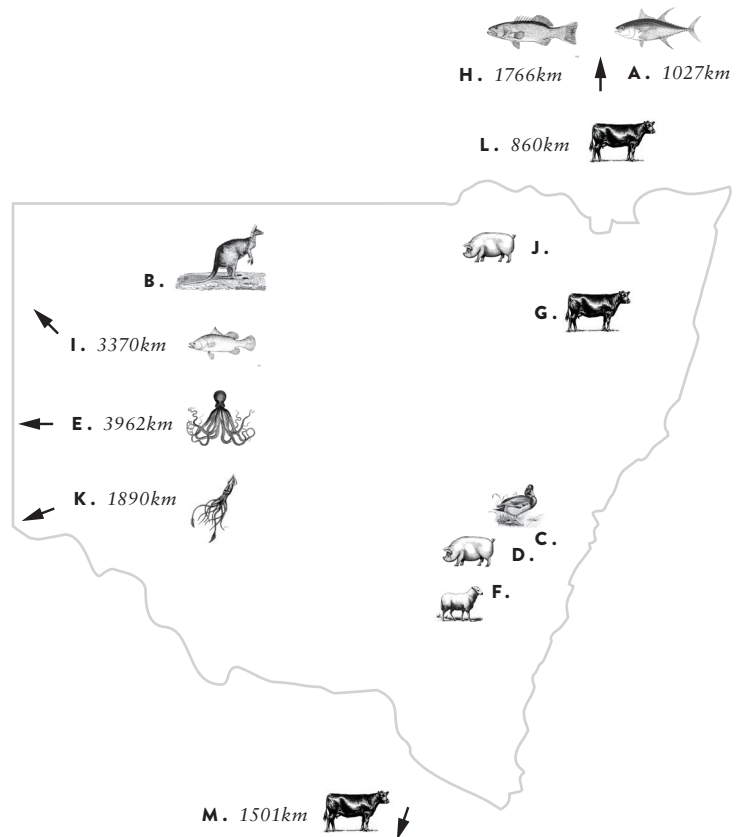 H. 1766km
A. 1027km
L. 860km
J.
B.
G.
I. 3370km
E. 3962km
K. 1890km
C.
D.
F.
M. 1501km